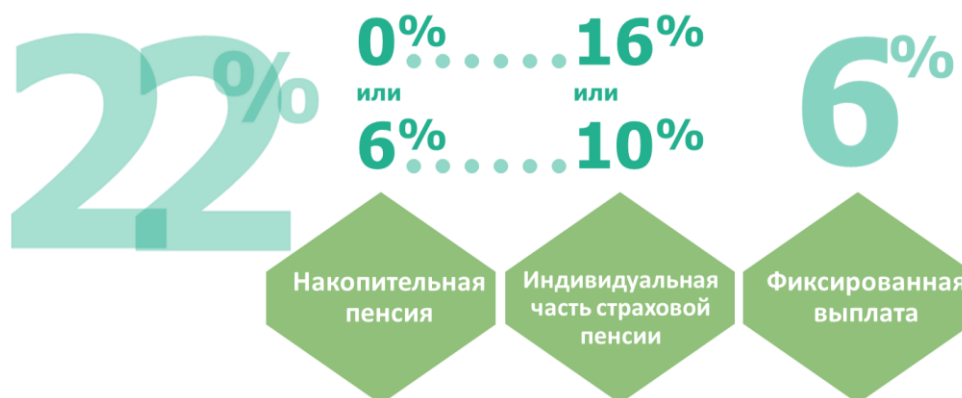 22%
0% 16%
или или
6% 10%
6%
Накопительная
пенсия
Индивидуальная
часть страховой
пенсии
Фиксированная
выплата